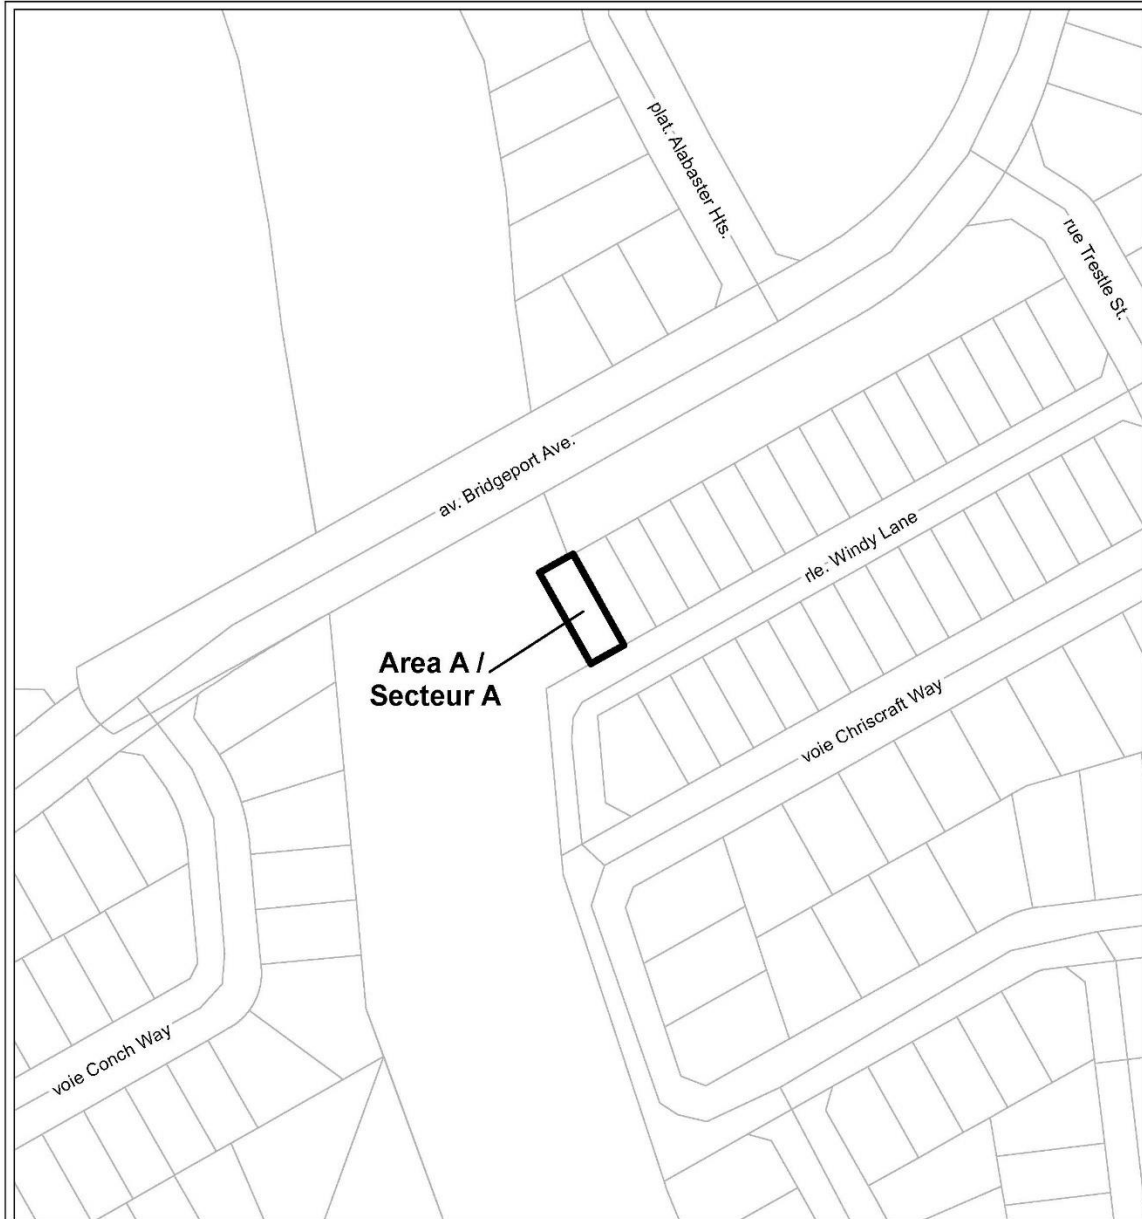 plat. Alabaster Hts.
rue Trestle St.
av. Bridgeport Ave.
rle. Windy Lane
Area A /
Secteur A
voie Chriscraft Way
voie Conch Way